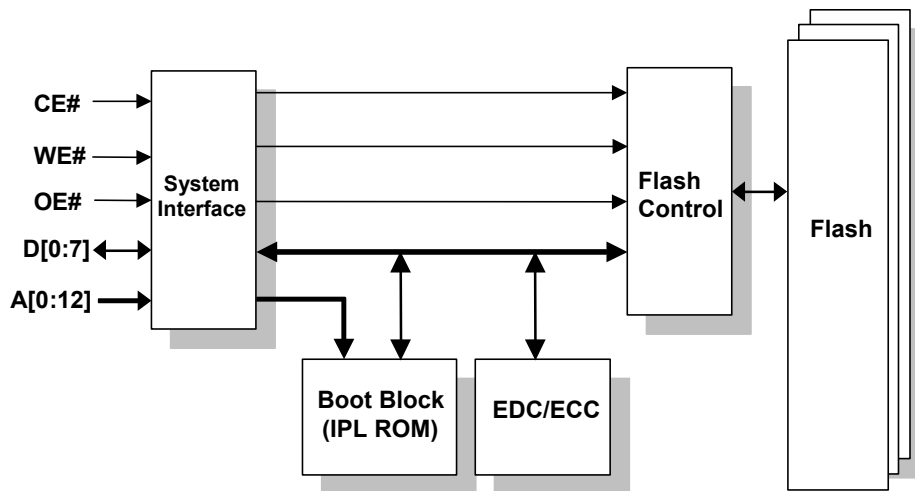 CE#
WE#
OE#
D[0:7]
A[0:12]
System
Interface
Boot Block
(IPL ROM)
EDC/ECC
Flash
Control
Flash